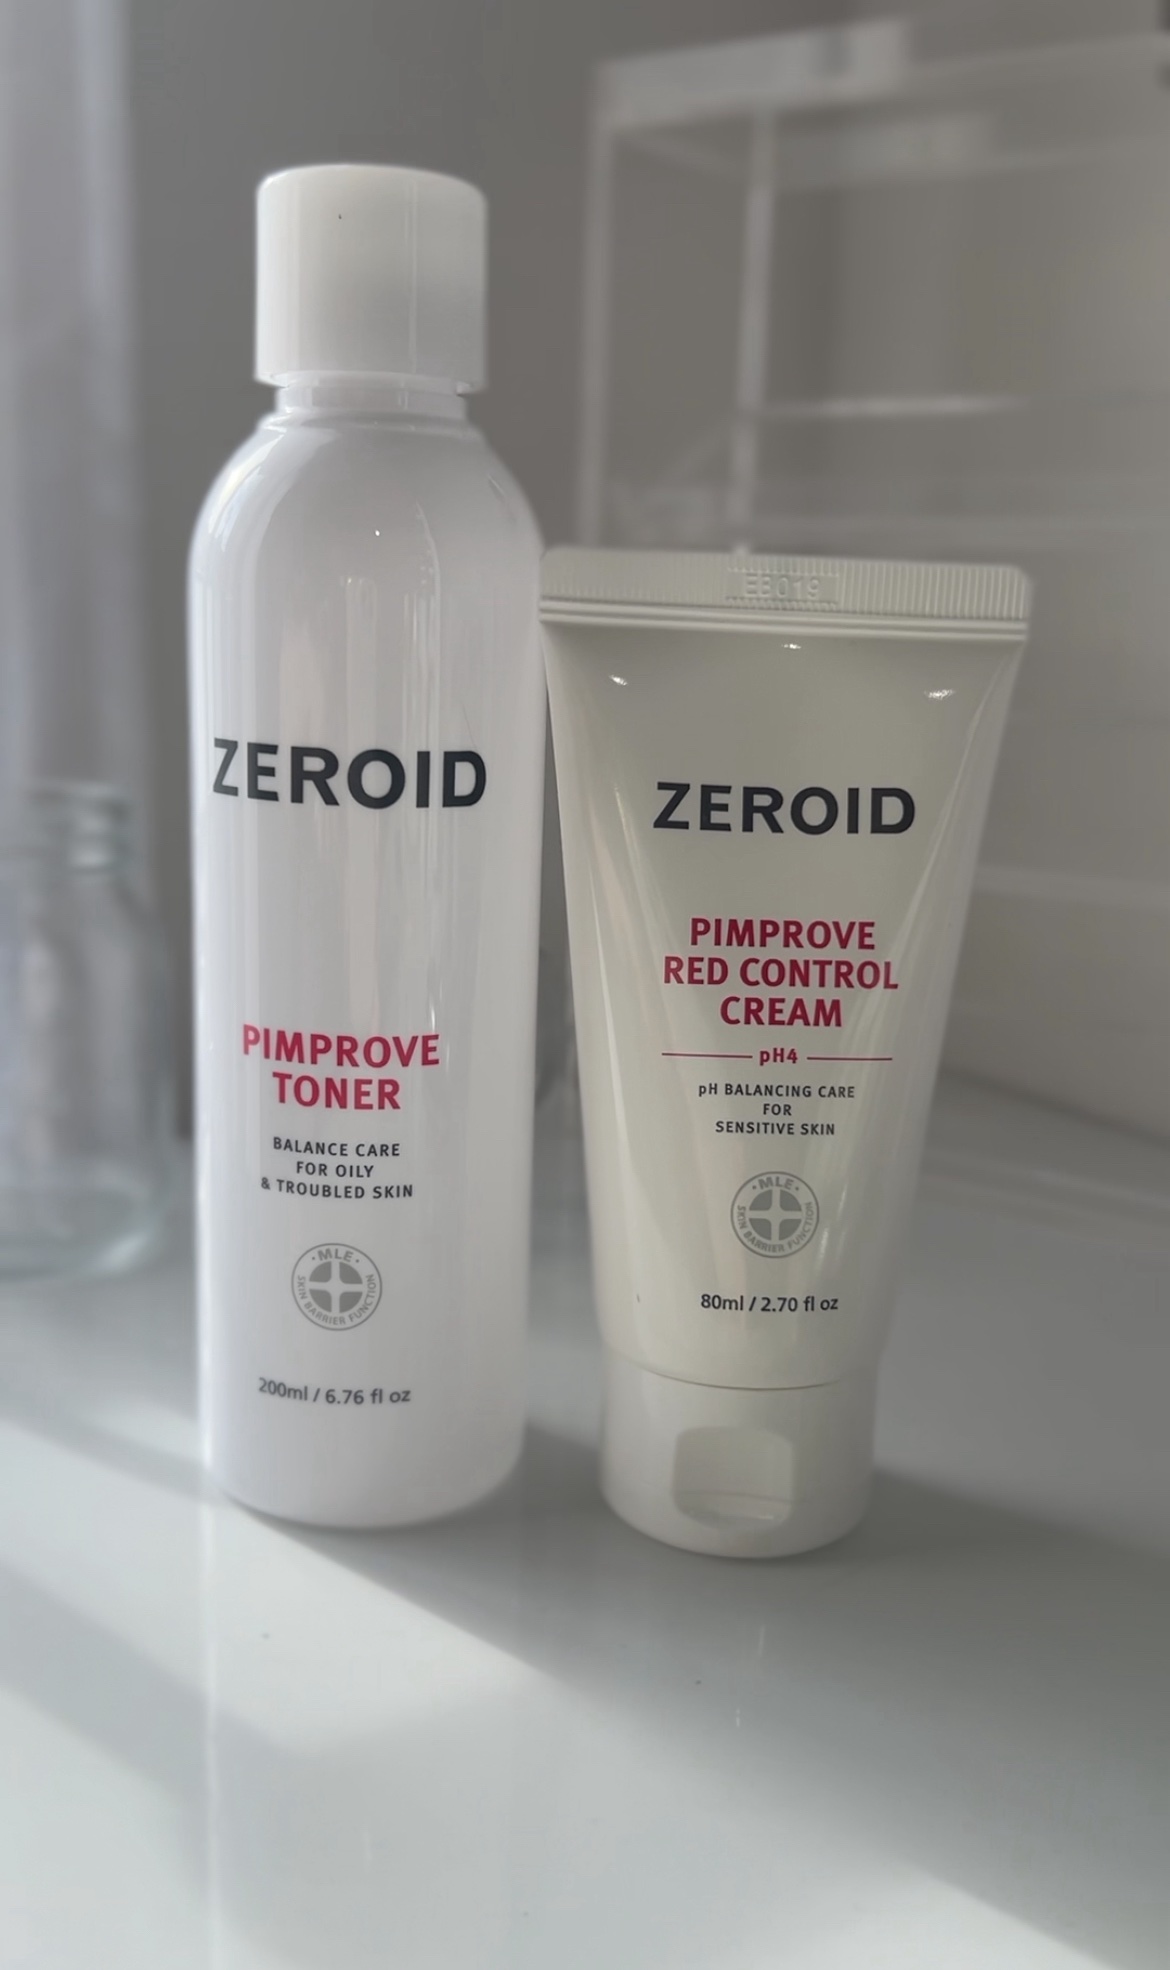 ZEROID
PIMPROVE
TONER
BALANCE CARE
FOR OILY
& TROUBLED SKIN
·MLE·
SKIN BARRIER FUNCTION
200ml / 6.76 fl oz
EE019
ZEROID
PIMPROVE
RED CONTROL
CREAM
pH4
pH BALANCING CARE
FOR
SENSITIVE SKIN
·MLE·
SKIN BARRIER FUNCTION
80ml / 2.70 fl oz